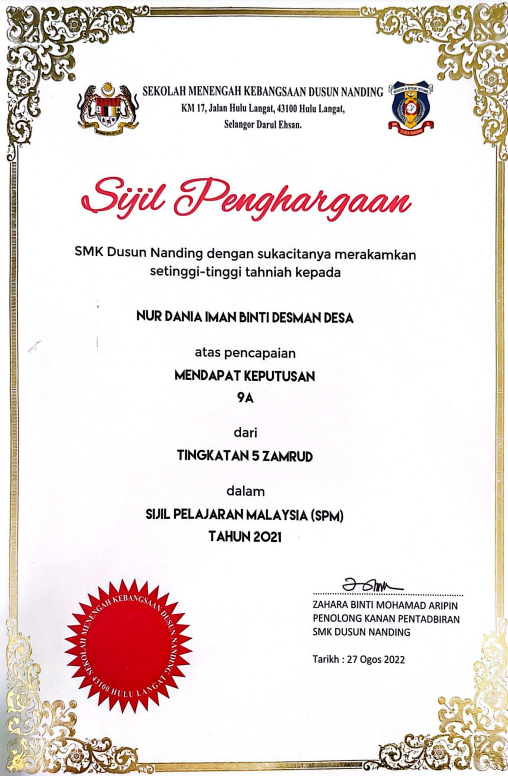 SEKOLAH MENENGAH KEBANGSAAN DUSUN NANDING
KM 17, Jalan Hulu Langat, 43100 Hulu Langat,
Selangor Darul Ehsan.
Sijil Penghargaan
SMK Dusun Nanding dengan sukacitanya merakamkan
setinggi-tinggi tahniah kepada
NUR DANIA IMAN BINTI DESMAN DESA
atas pencapaian
MENDAPAT KEPUTUSAN
9A
dari
TINGKATAN 5 ZAMRUD
dalam
SIJIL PELAJARAN MALAYSIA (SPM)
TAHUN 2021
SEKOLAH MENENGAH KEBANGSAAN DUSUN NANDING
43100 HULU LANGAT
ZAHARA BINTI MOHAMAD ARIPIN
PENOLONG KANAN PENTADBIRAN
SMK DUSUN NANDING
Tarikh : 27 Ogos 2022